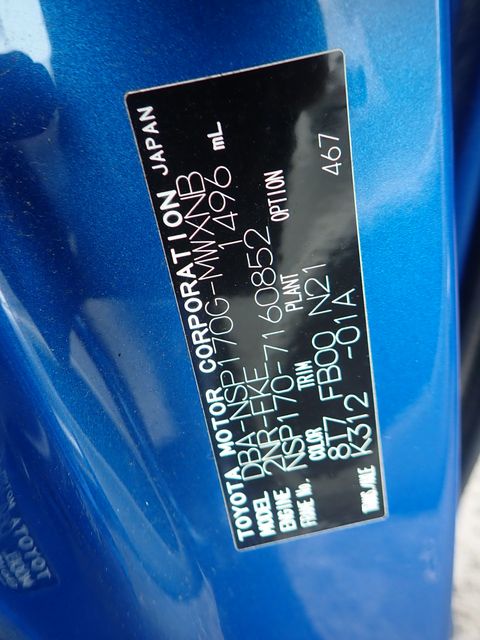 TOYOTA MOTOR CORPORATION JAPAN
MODEL DBA-NSP170G-MWXNB
ENGINE 2NR-FKE 1496 mL
FRAME No. NSP170-7160852
COLOR TRIM PLANT OPTION
8T7 FB00 N21 467
TRANS/AXLE K312 -01A
TOYOT